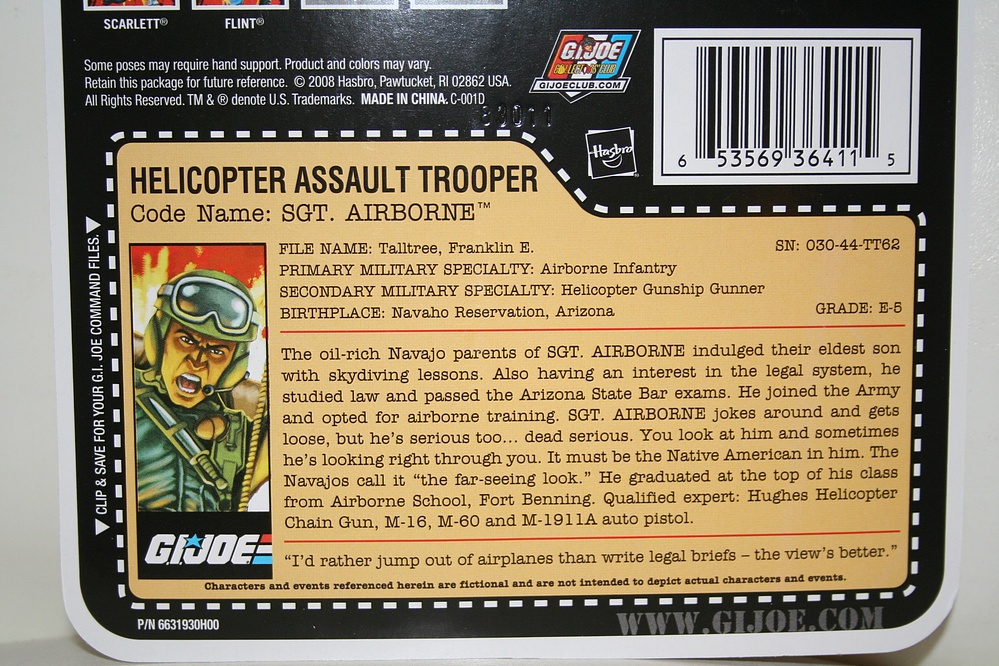 SCARLETT®
FLINT®
Some poses may require hand support. Product and colors may vary.
Retain this package for future reference. © 2008 Hasbro, Pawtucket, RI 02862 USA.
All Rights Reserved. TM & ® denote U.S. Trademarks. MADE IN CHINA. C-001D
GI JOE
COLLECTORS' CLUB
GIJOECLUB.COM
Hasbro
6 53569 36411 5
HELICOPTER ASSAULT TROOPER
Code Name: SGT. AIRBORNE™
CLIP & SAVE FOR YOUR G.I. JOE COMMAND FILES.
FILE NAME: Talltree, Franklin E.
SN: 030-44-TT62
PRIMARY MILITARY SPECIALTY: Airborne Infantry
SECONDARY MILITARY SPECIALTY: Helicopter Gunship Gunner
BIRTHPLACE: Navaho Reservation, Arizona
GRADE: E-5
The oil-rich Navajo parents of SGT. AIRBORNE indulged their eldest son
with skydiving lessons. Also having an interest in the legal system, he
studied law and passed the Arizona State Bar exams. He joined the Army
and opted for airborne training. SGT. AIRBORNE jokes around and gets
loose, but he's serious too... dead serious. You look at him and sometimes
he's looking right through you. It must be the Native American in him. The
Navajos call it "the far-seeing look." He graduated at the top of his class
from Airborne School, Fort Benning. Qualified expert: Hughes Helicopter
Chain Gun, M-16, M-60 and M-1911A auto pistol.
GI JOE
"I'd rather jump out of airplanes than write legal briefs – the view's better."
Characters and events referenced herein are fictional and are not intended to depict actual characters and events.
P/N 6631930H00
WWW.GIJOE.COM